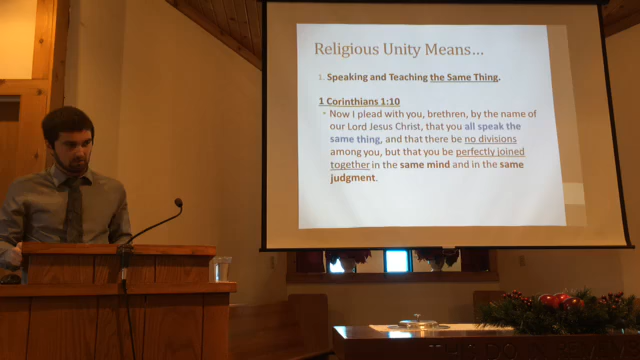 Religious Unity Means...
1. Speaking and Teaching the Same Thing.
1 Corinthians 1:10
- Now I plead with you, brethren, by the name of
our Lord Jesus Christ, that you all speak the
same thing, and that there be no divisions
among you, but that you be perfectly joined
together in the same mind and in the same
judgment.